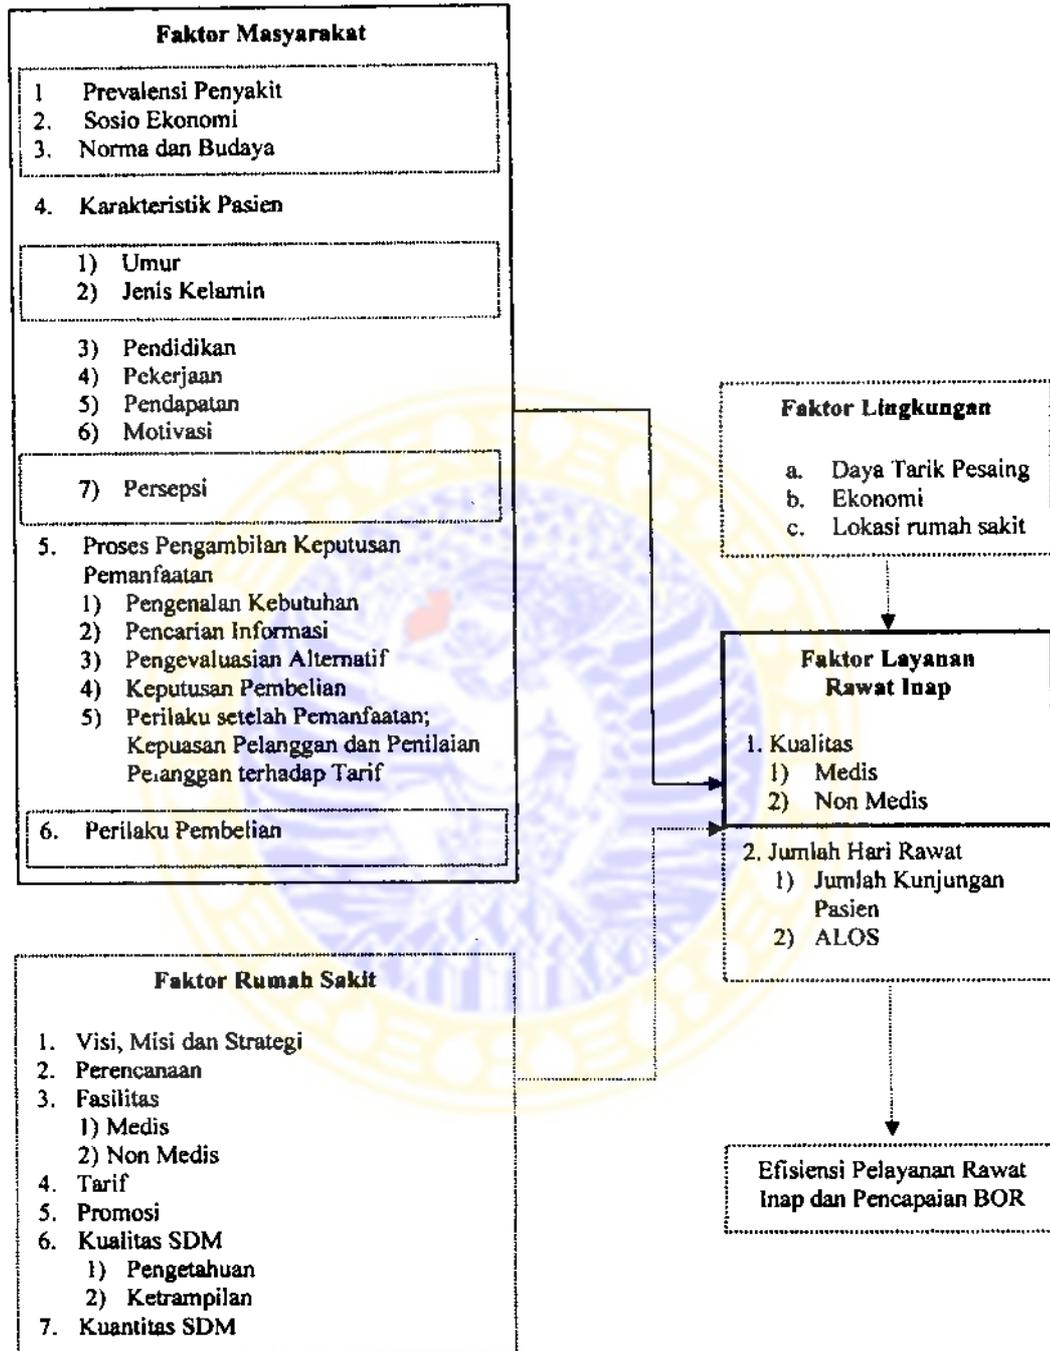 Faktor Masyarakat
1 Prevalensi Penyakit
2. Sosio Ekonomi
3. Norma dan Budaya
4. Karakteristik Pasien
1) Umur
2) Jenis Kelamin
3) Pendidikan
4) Pekerjaan
5) Pendapatan
6) Motivasi
7) Persepsi
5. Proses Pengambilan Keputusan
Pemanfaatan
1) Pengenalan Kebutuhan
2) Pencarian Informasi
3) Pengevaluasian Alternatif
4) Keputusan Pembelian
5) Perilaku setelah Pemanfaatan;
Kepuasan Pelanggan dan Penilaian
Pelanggan terhadap Tarif
6. Perilaku Pembelian
Faktor Rumah Sakit
1. Visi, Misi dan Strategi
2. Perencanaan
3. Fasilitas
1) Medis
2) Non Medis
4. Tarif
5. Promosi
6. Kualitas SDM
1) Pengetahuan
2) Ketrampilan
7. Kuantitas SDM
Faktor Lingkungan
a. Daya Tarik Pesaing
b. Ekonomi
c. Lokasi rumah sakit
Faktor Layanan
Rawat Inap
1. Kualitas
1) Medis
2) Non Medis
2. Jumlah Hari Rawat
1) Jumlah Kunjungan
Pasien
2) ALOS
Efisiensi Pelayanan Rawat
Inap dan Pencapaian BOR